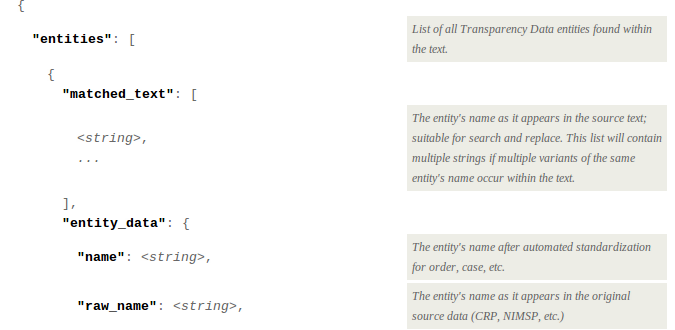 {
"entities": [
List of all Transparency Data entities found within
the text.
{
"matched_text": [
The entity's name as it appears in the source text;
suitable for search and replace. This list will contain
multiple strings if multiple variants of the same
entity's name occur within the text.
<string>,
...
],
"entity_data": {
"name": <string>,
The entity's name after automated standardization
for order, case, etc.
"raw_name": <string>,
The entity's name as it appears in the original
source data (CRP, NIMSP, etc.)